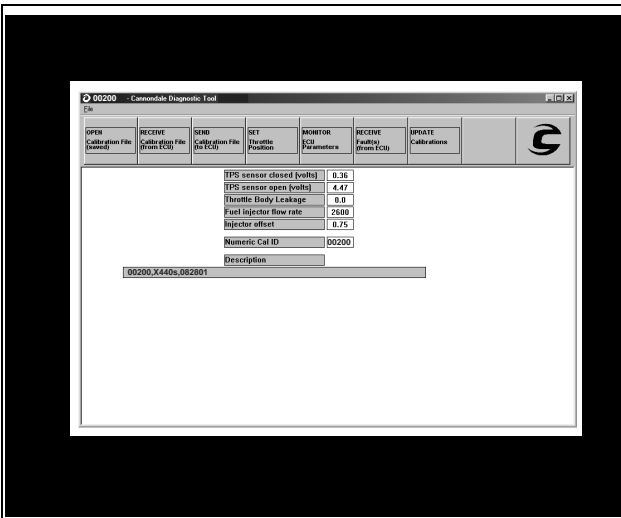 00200 - Cannondale Diagnostic Tool
File
OPEN
Calibration File
(saved)
RECEIVE
Calibration File
(from ECU)
SEND
Calibration File
(to ECU)
SET
Throttle
Position
MONITOR
ECU
Parameters
RECEIVE
Fault(s)
(from ECU)
UPDATE
Calibrations
TPS sensor closed (volts) 0.36
TPS sensor open (volts) 4.47
Throttle Body Leakage 0.0
Fuel injector flow rate 2600
Injector offset 0.75
Numeric Cal ID 00200
Description
00200,X440s,082801